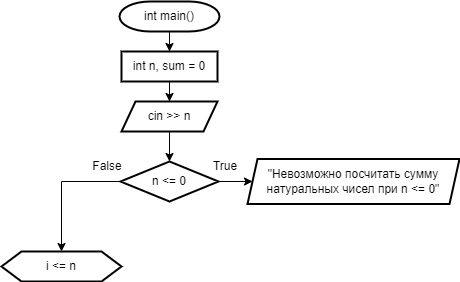 int main()
int n, sum = 0
cin >> n
False
True
n <= 0
"Невозможно посчитать сумму
натуральных чисел при n <= 0"
i <= n